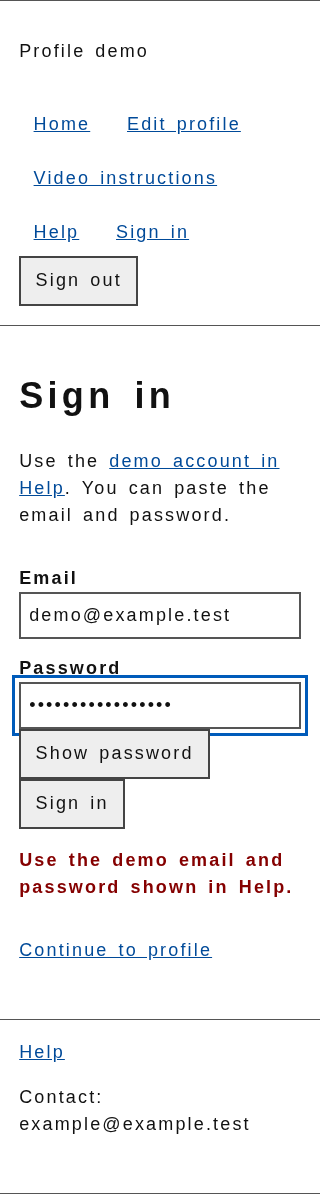 Profile demo
Home Edit profile
Video instructions
Help Sign in
Sign out
Sign in
Use the demo account in
Help. You can paste the
email and password.
Email
demo@example.test
Password
•••••••••••••••••
Show password
Sign in
Use the demo email and
password shown in Help.
Continue to profile
Help
Contact:
example@example.test